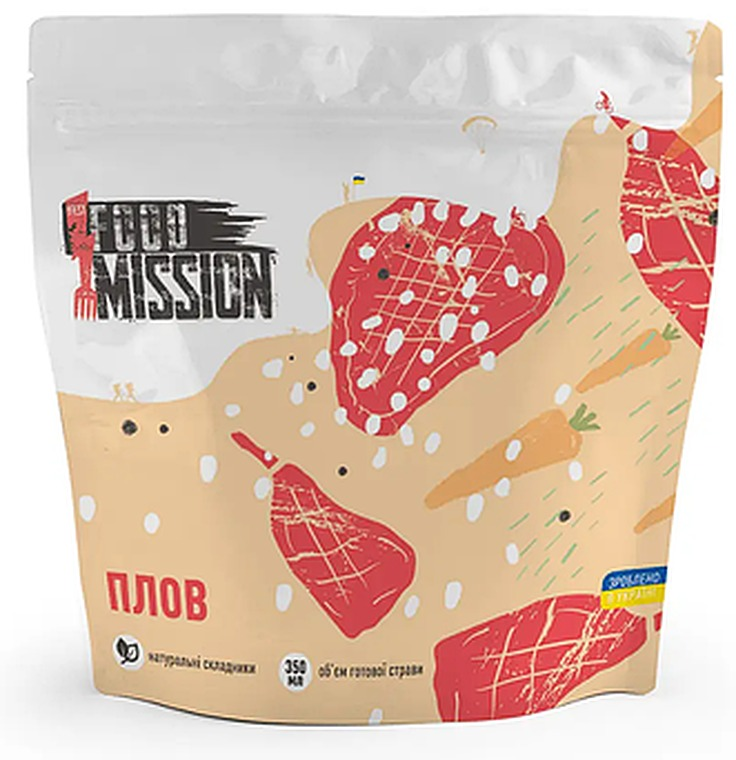 FOOD
MISSION
ПЛОВ
ЗРОБЛЕНО
В УКРАЇНІ
натуральні складники
350
МЛ
об'єм готової страви